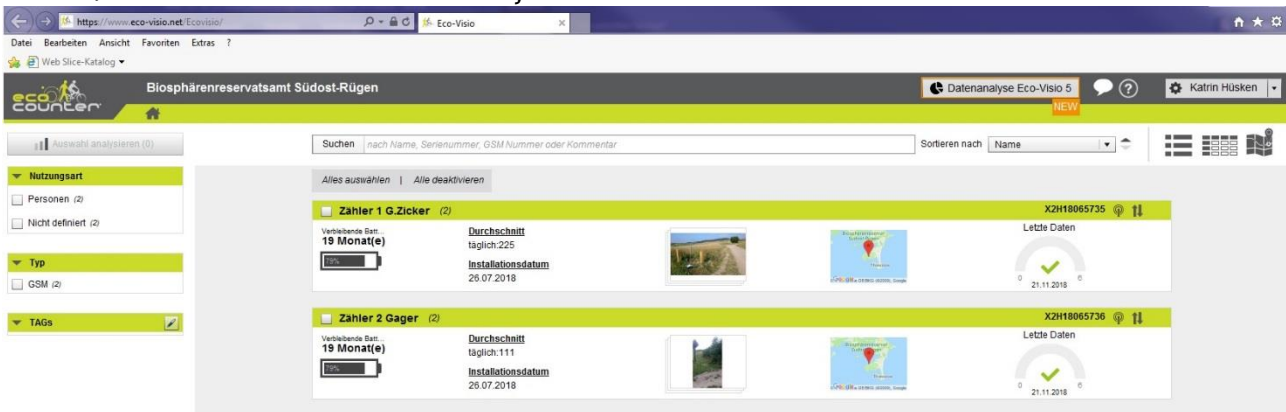 https://www.eco-visio.net/Ecovisio/
Eco-Visio
Datei Bearbeiten Ansicht Favoriten Extras ?
Web Slice-Katalog
eco counter
Biosphärenreservatsamt Südost-Rügen
Datenanalyse Eco-Visio 5
NEW
Katrin Hüsken
Auswahl analysieren (0)
Suchen nach Name, Serienummer, GSM Nummer oder Kommentar
Sortieren nach Name
Alles auswählen | Alle deaktivieren
Nutzungsart
Personen (2)
Nicht definiert (2)
Typ
GSM (2)
TAGs
Zähler 1 G.Zicker (2)
X2H18065735
Verbleibende Batt...
19 Monat(e)
79%
Durchschnitt
täglich:225
Installationsdatum
26.07.2018
Letzte Daten
0 6
21.11.2018
Zähler 2 Gager (2)
X2H18065736
Verbleibende Batt...
19 Monat(e)
79%
Durchschnitt
täglich:111
Installationsdatum
26.07.2018
Letzte Daten
0 6
21.11.2018